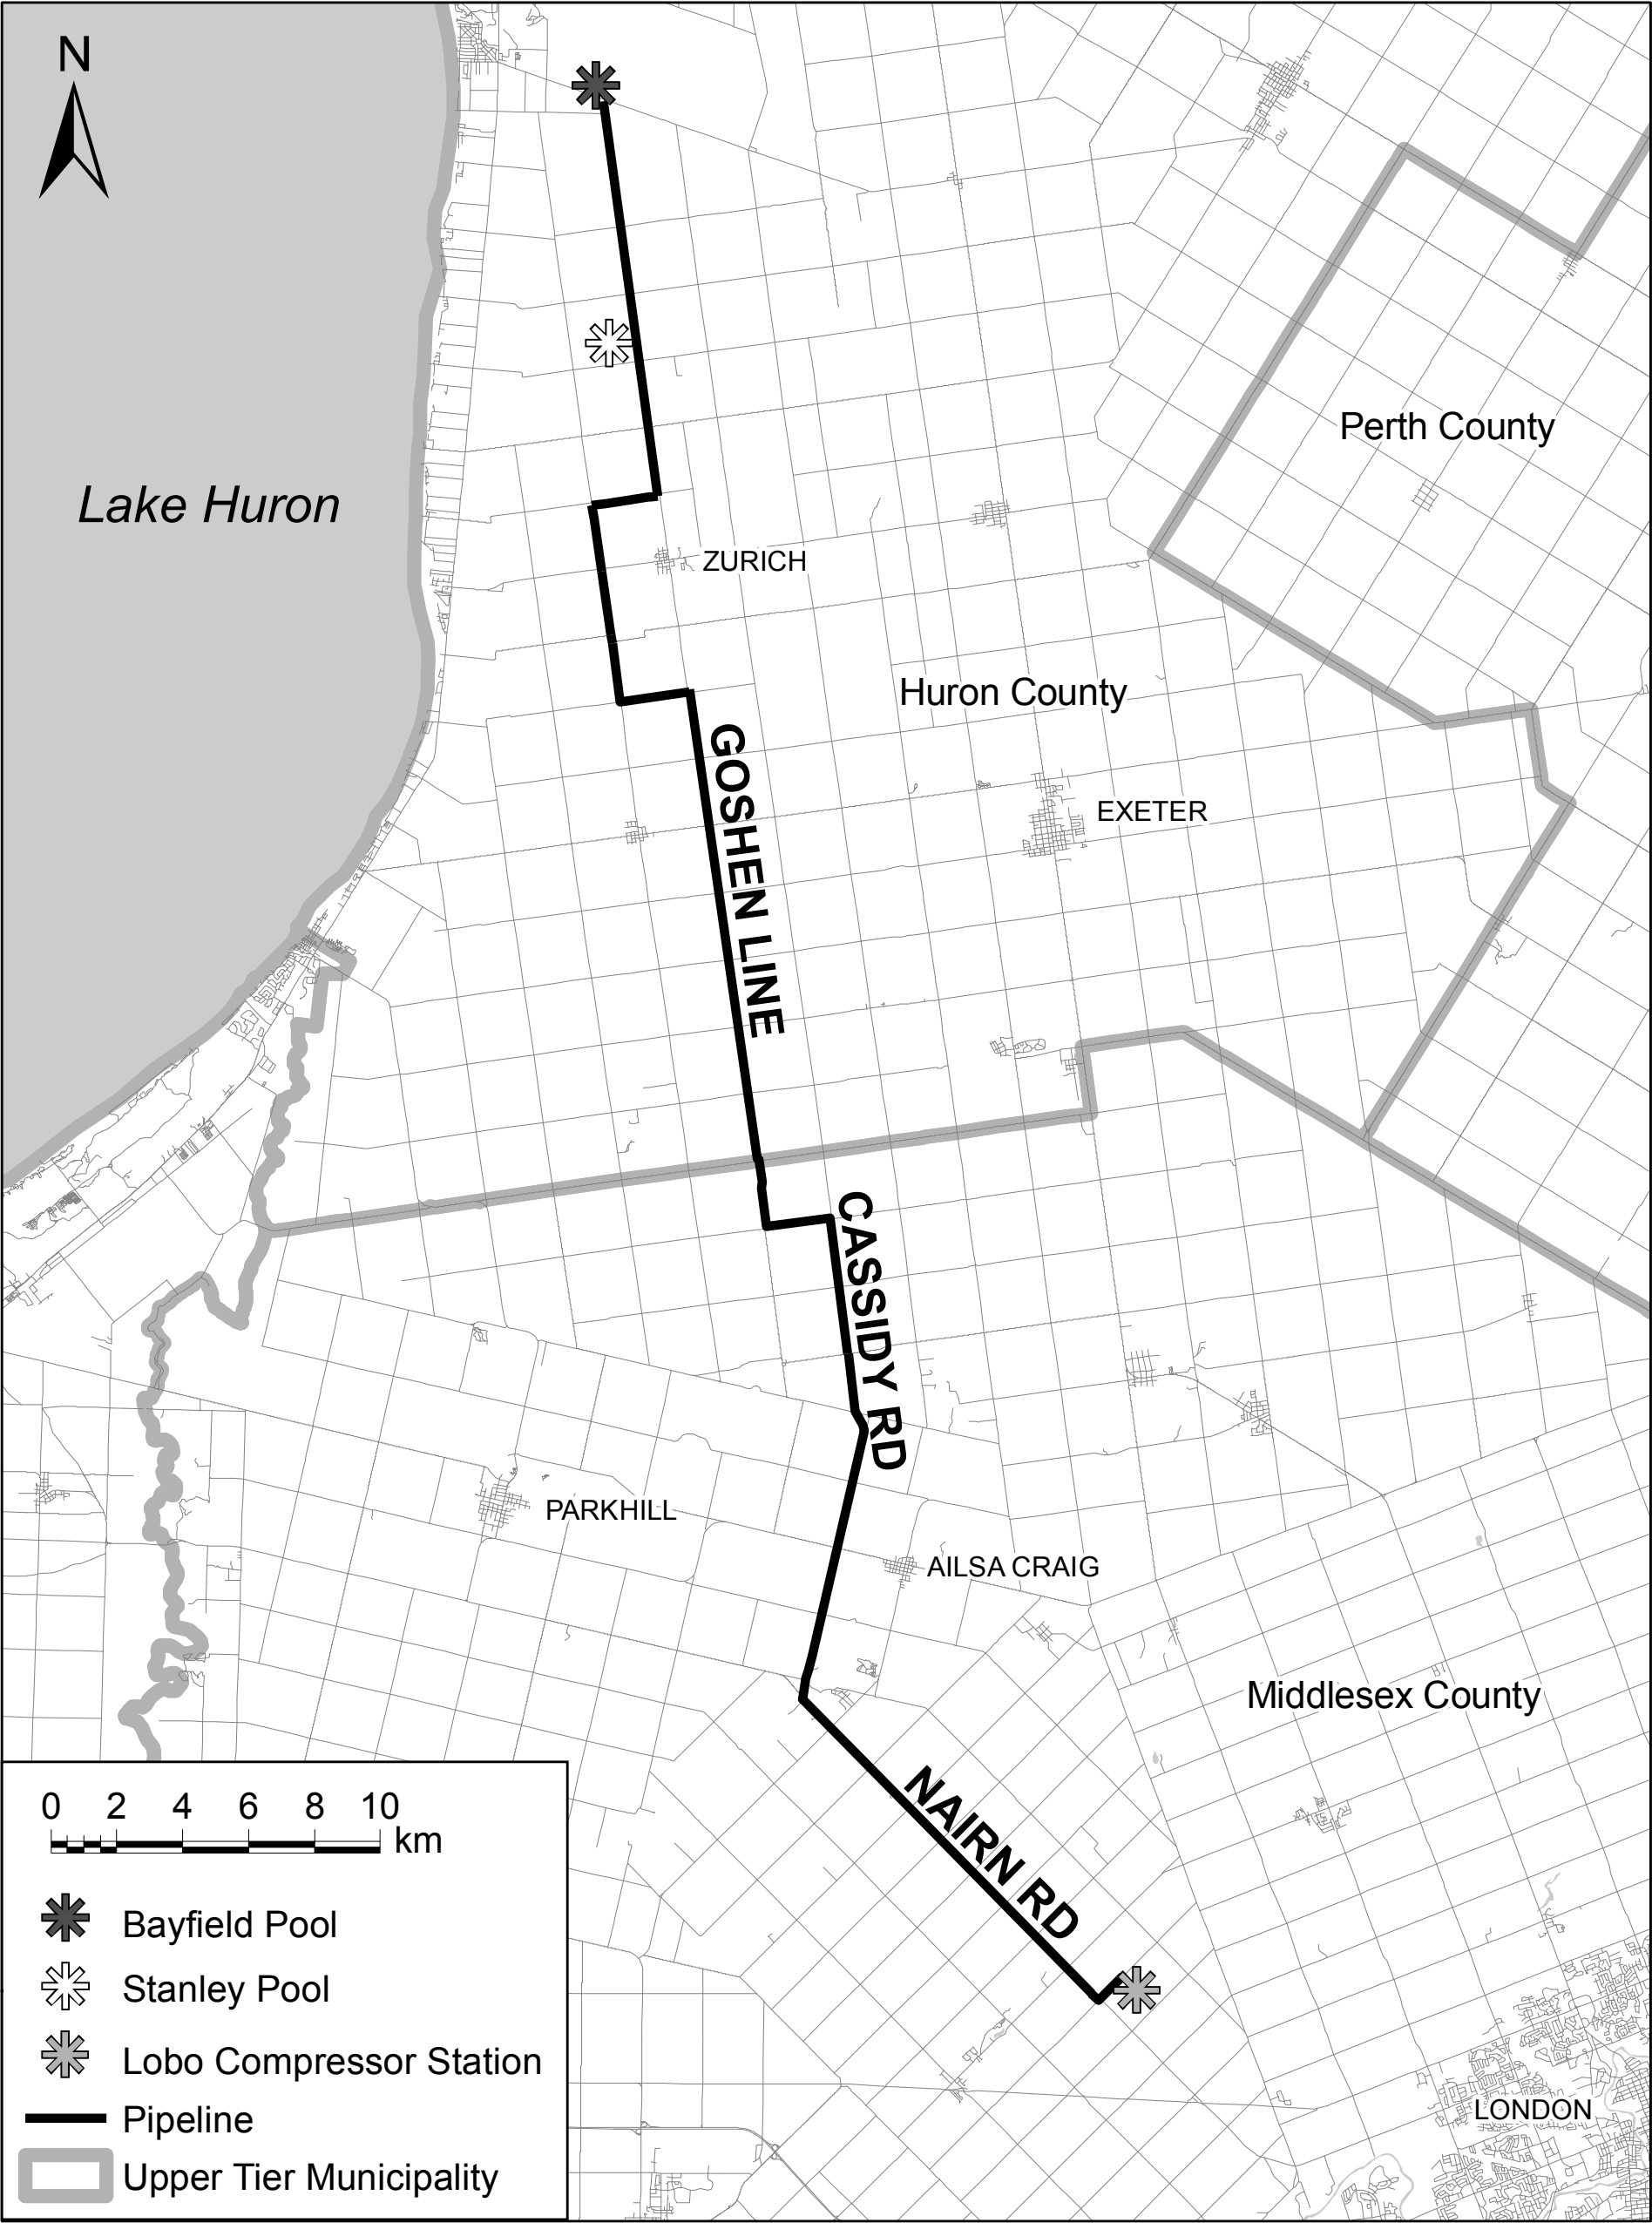 N
Perth County
Lake Huron
ZURICH
Huron County
GOSHEN LINE
EXETER
CASSIDY RD
PARKHILL
AILSA CRAIG
Middlesex County
NAIRN RD
LONDON
0 2 4 6 8 10
km
Bayfield Pool
Stanley Pool
Lobo Compressor Station
Pipeline
Upper Tier Municipality